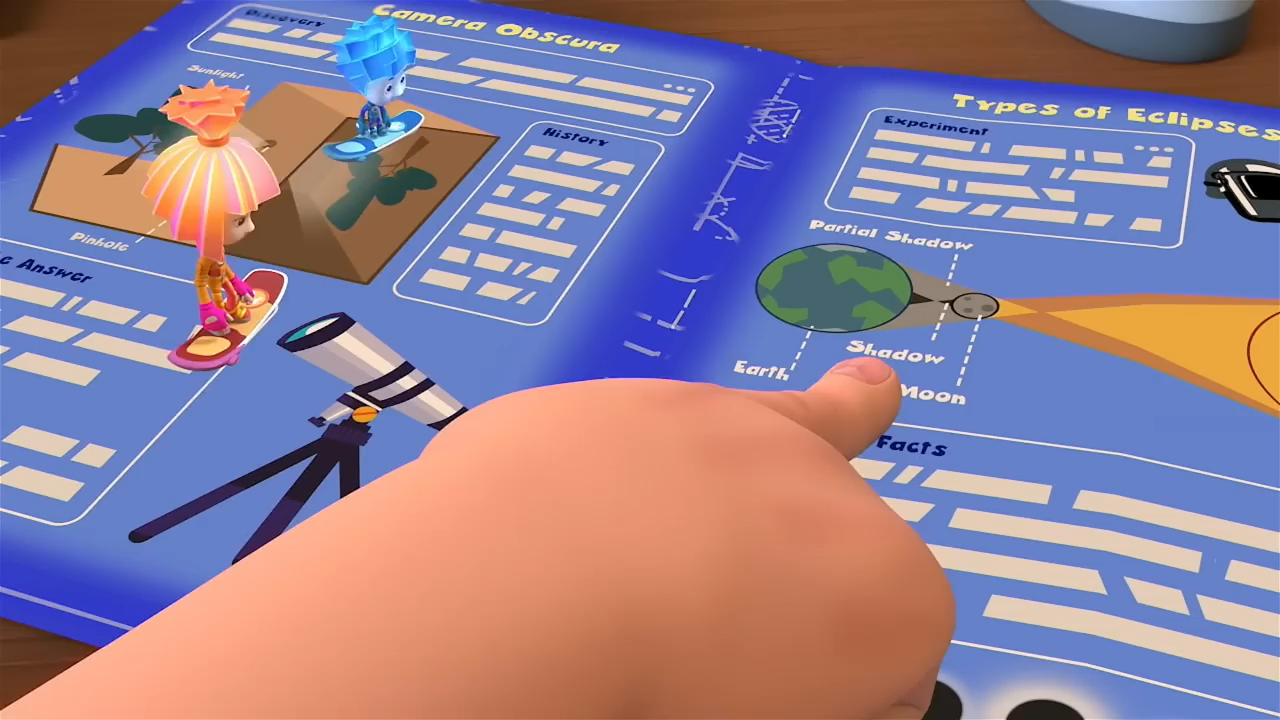 Camera Obscura
Discovery
Sunlight
History
Pinhole
Answer
Types of Eclipses
Experiment
Partial Shadow
Shadow
Earth
Moon
Facts